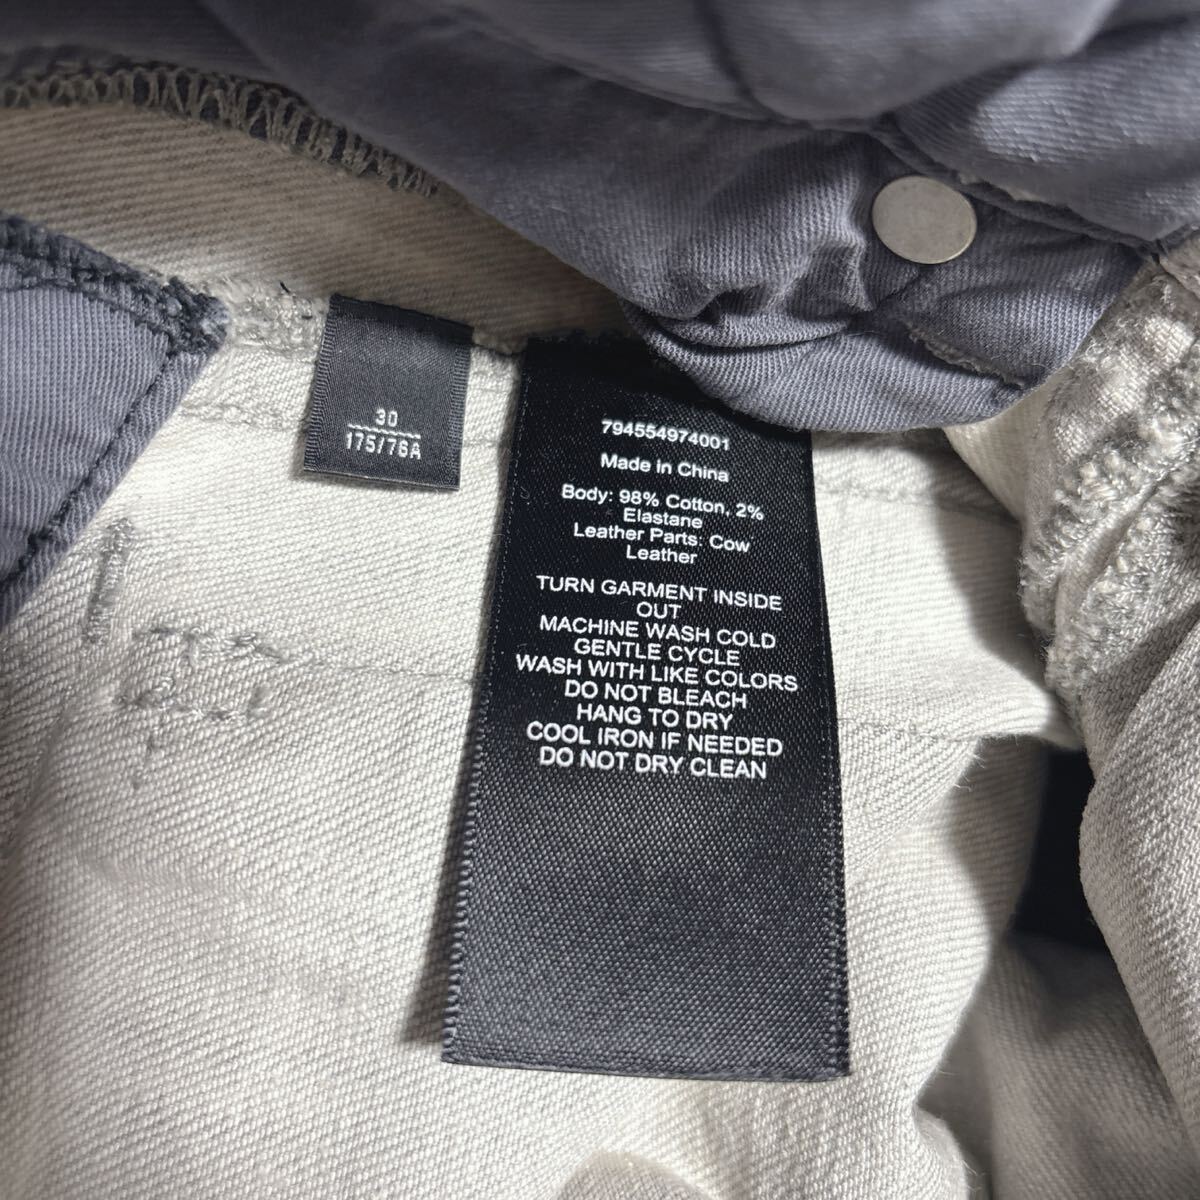 30
175/76A
794554974001
Made in China
Body: 98% Cotton, 2%
Elastane
Leather Parts: Cow
Leather
TURN GARMENT INSIDE
OUT
MACHINE WASH COLD
GENTLE CYCLE
WASH WITH LIKE COLORS
DO NOT BLEACH
HANG TO DRY
COOL IRON IF NEEDED
DO NOT DRY CLEAN